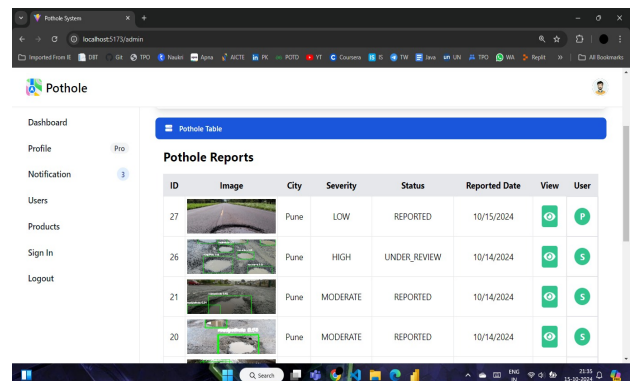 Pothole System
localhost:5173/admin
Imported From IE DBT Git TPO Naukri Apna AICTE PK POTD YT Coursera IS TW Java UN TPO WA Replit All Bookmarks
Pothole
Dashboard
Profile Pro
Notification 3
Users
Products
Sign In
Logout
Pothole Table
Pothole Reports
ID Image City Severity Status Reported Date View User
27 Pune LOW REPORTED 10/15/2024 P
26 Pune HIGH UNDER_REVIEW 10/14/2024 S
21 Pune MODERATE REPORTED 10/14/2024 S
20 Pune MODERATE REPORTED 10/14/2024 S
Search
ENG
IN
21:35
15-10-2024